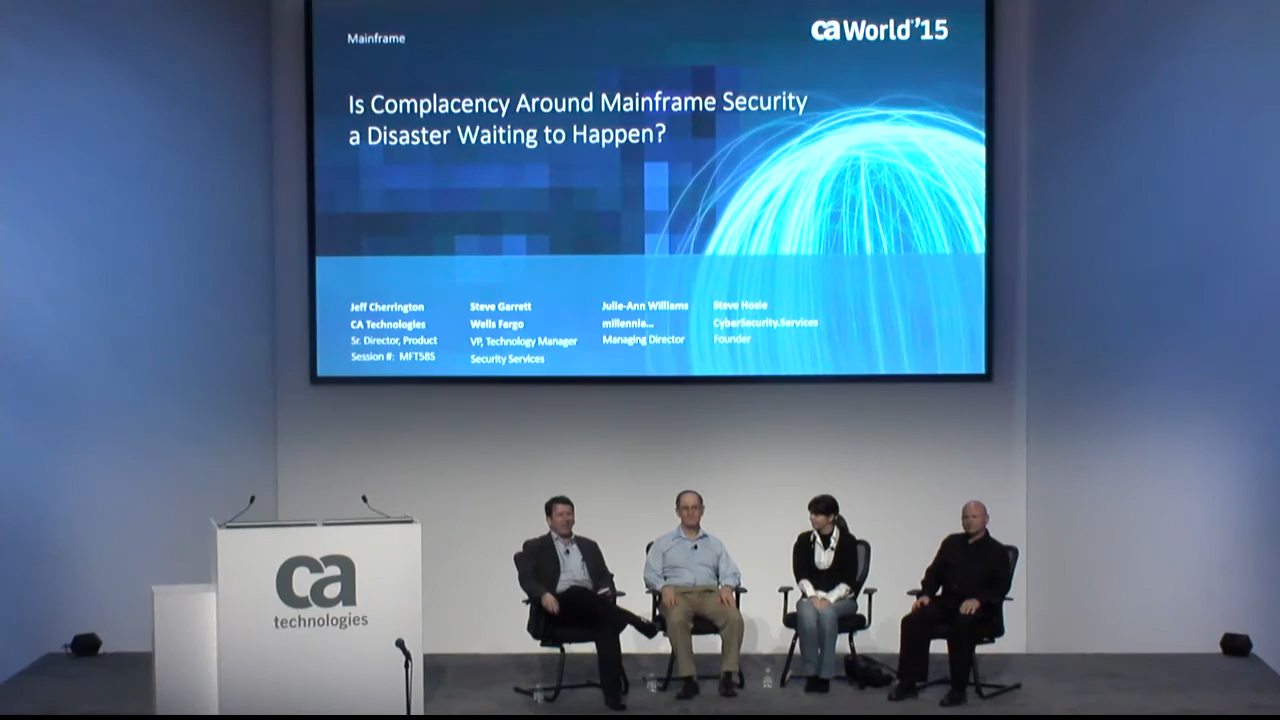 Mainframe
ca World '15
Is Complacency Around Mainframe Security
a Disaster Waiting to Happen?
Jeff Cherrington
CA Technologies
Sr. Director, Product
Session #: MFT58S
Steve Garrett
Wells Fargo
VP, Technology Manager
Security Services
Julie-Ann Williams
millennia...
Managing Director
Steve Hosie
CyberSecurity.Services
Founder
ca
technologies